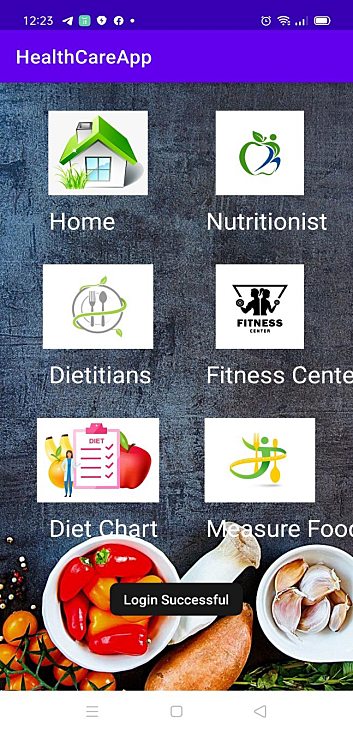 12:23
HealthCareApp
Home
Nutritionist
FITNESS
CENTER
Dietitians
Fitness Cente
DIET
Diet Chart
Measure Food
Login Successful